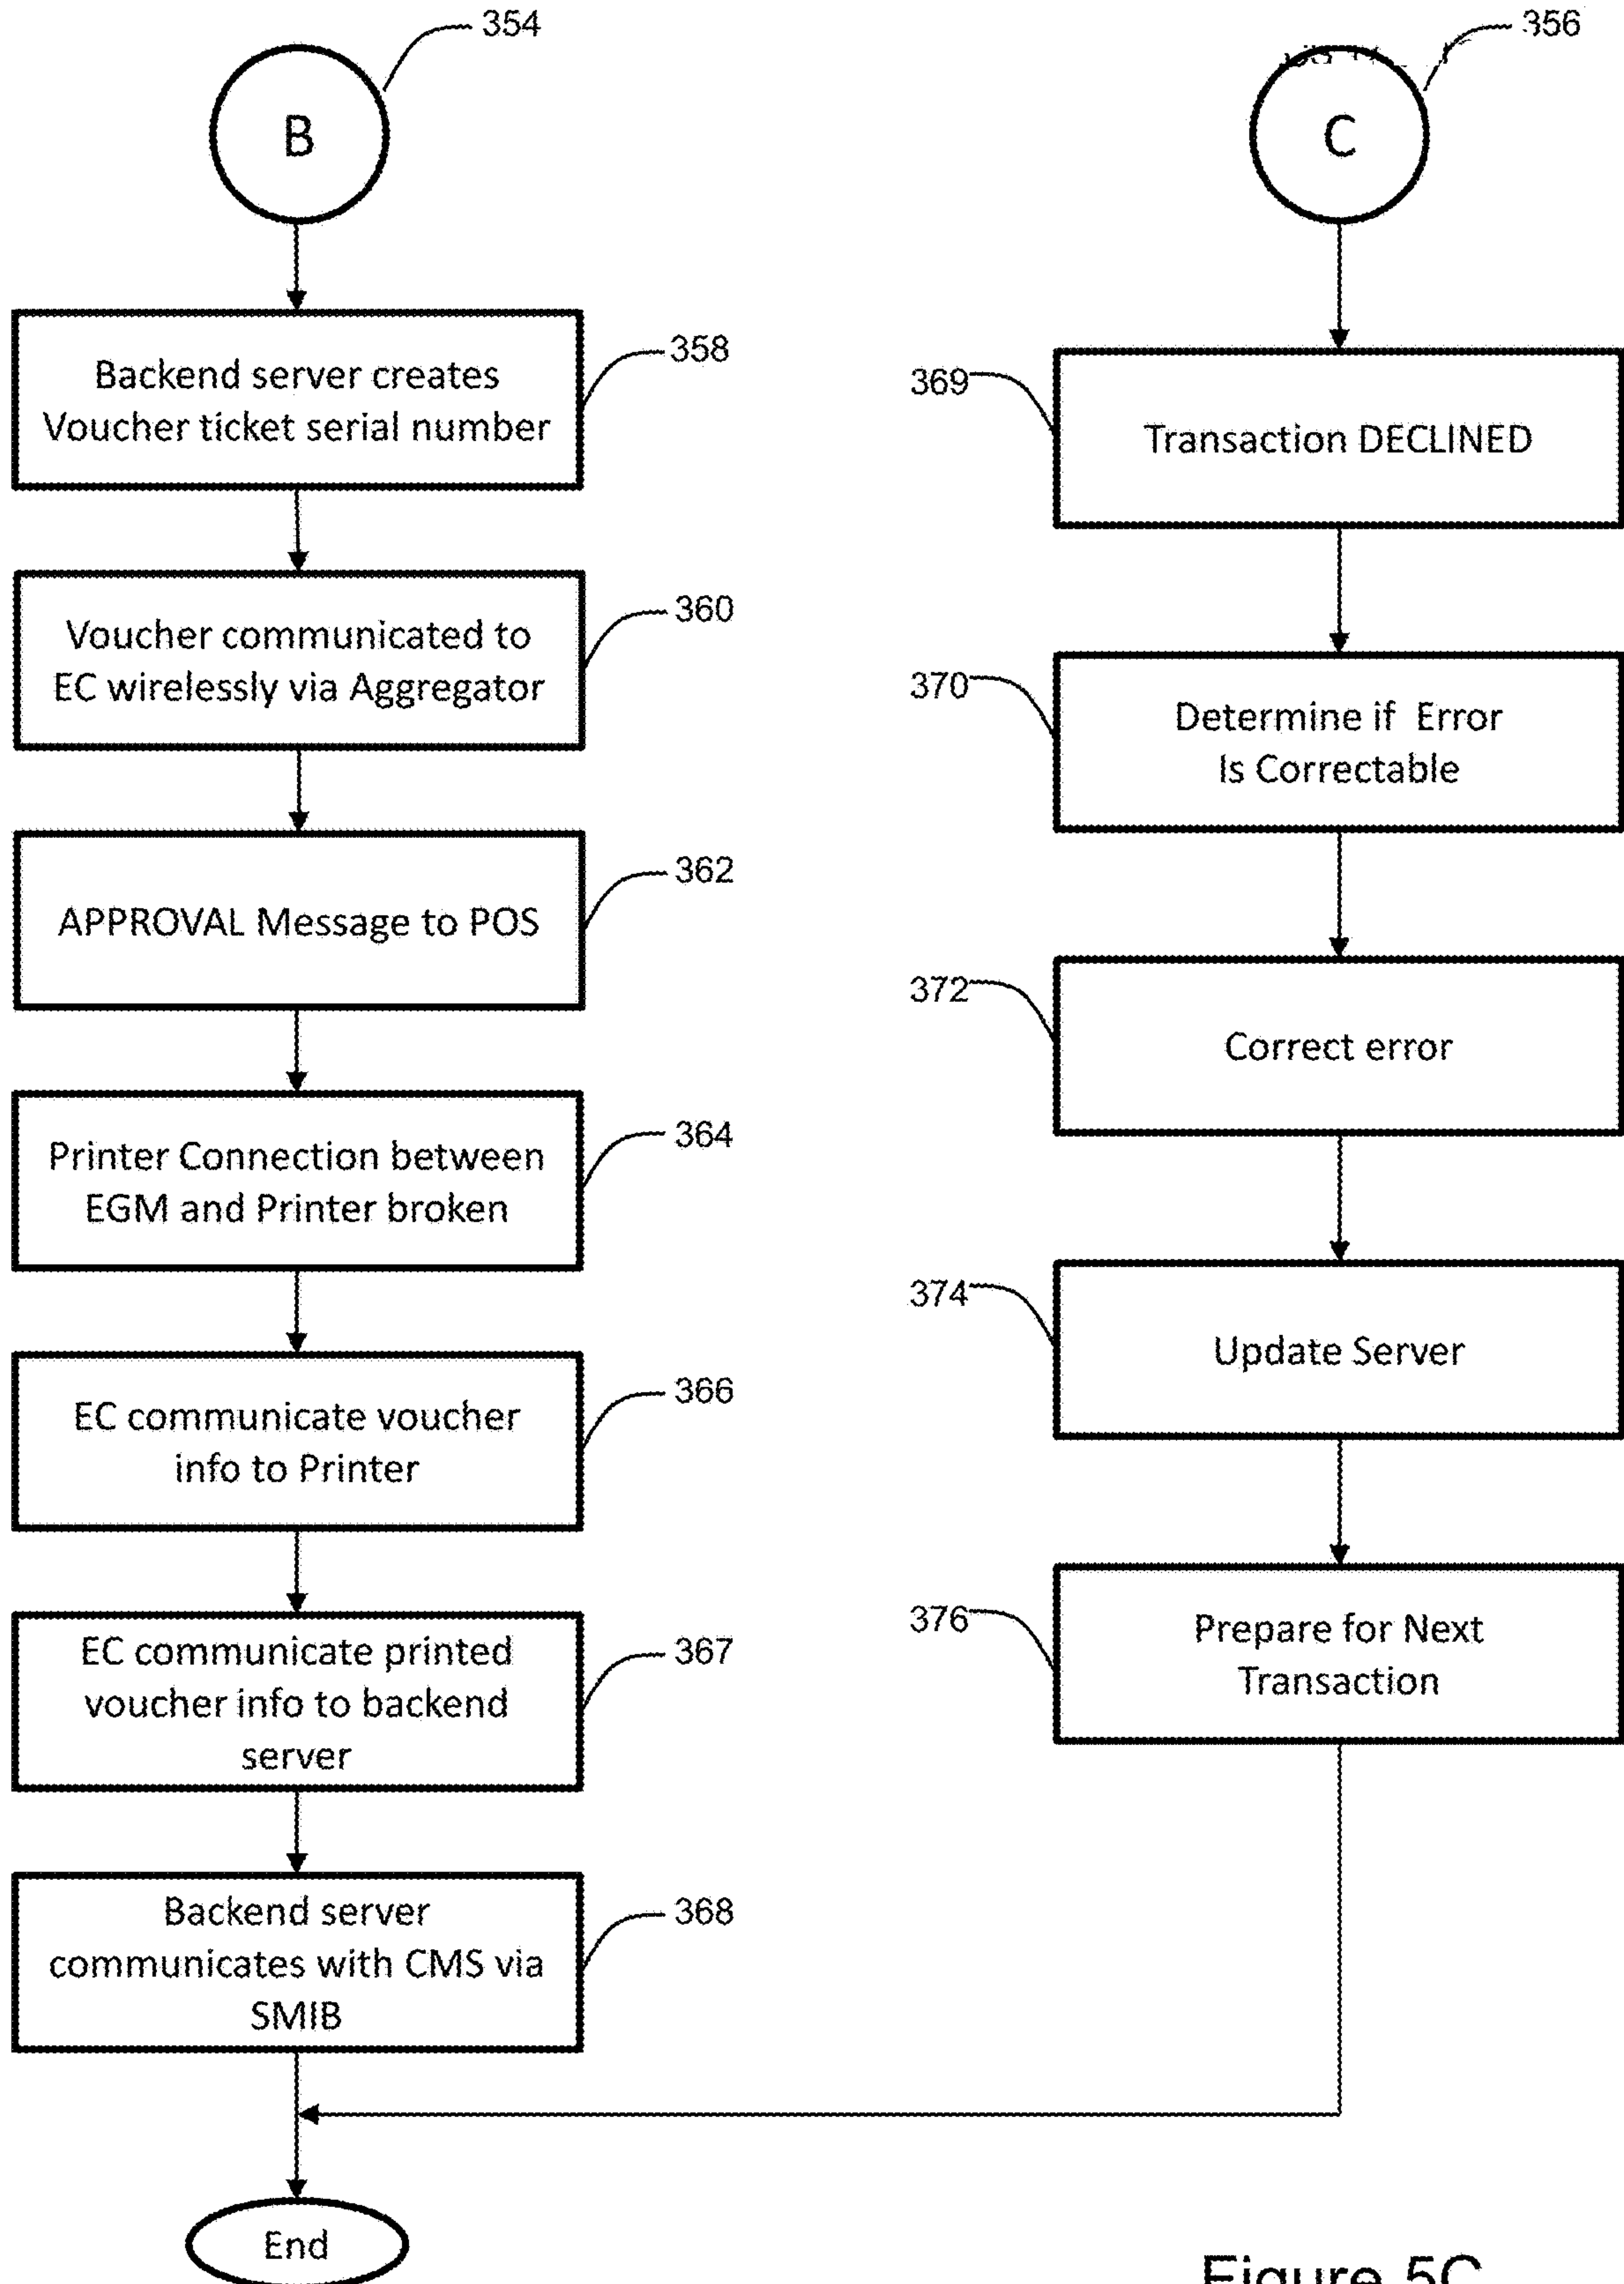 354
B
Backend server creates
Voucher ticket serial number
358
Voucher communicated to
EC wirelessly via Aggregator
360
APPROVAL Message to POS
362
Printer Connection between
EGM and Printer broken
364
EC communicate voucher
info to Printer
366
EC communicate printed
voucher info to backend
server
367
Backend server
communicates with CMS via
SMIB
368
End
356
C
369
Transaction DECLINED
370
Determine if Error
Is Correctable
372
Correct error
374
Update Server
376
Prepare for Next
Transaction
Figure 5C